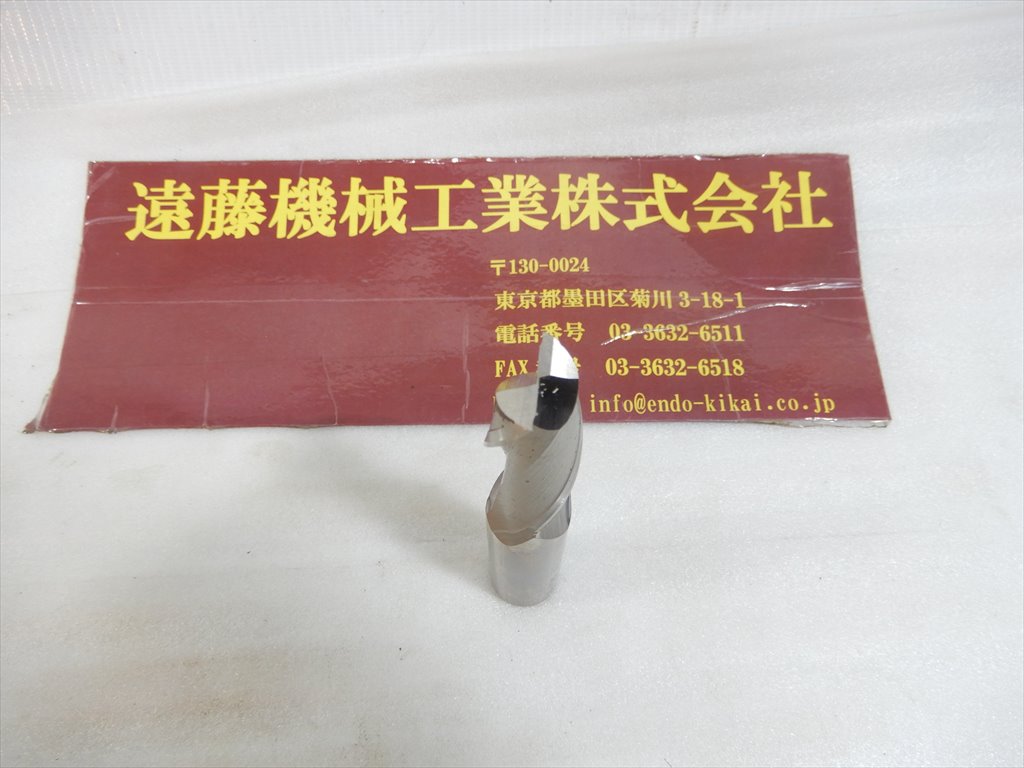 遠藤機械工業株式会社
〒130-0024
東京都墨田区菊川3-18-1
電話番号 03-3632-6511
FAX 03-3632-6518
info@endo-kikai.co.jp